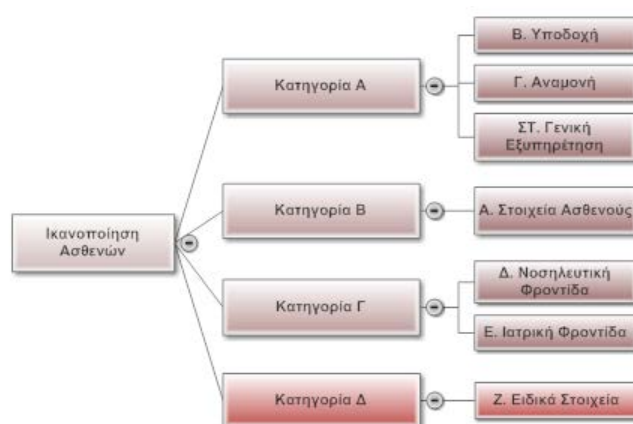 Ικανοποίηση
Ασθενών
Κατηγορία Α
Β. Υποδοχή
Γ. Αναμονή
ΣΤ. Γενική
Εξυπηρέτηση
Κατηγορία Β
Α. Στοιχεία Ασθενούς
Κατηγορία Γ
Δ. Νοσηλευτική
Φροντίδα
Ε. Ιατρική Φροντίδα
Κατηγορία Δ
Ζ. Ειδικά Στοιχεία